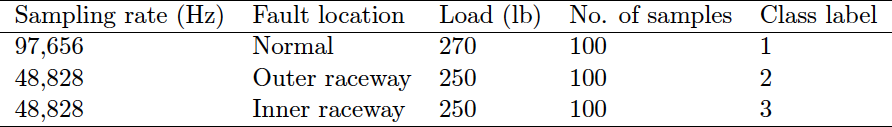 Sampling rate (Hz) Fault location Load (lb) No. of samples Class label
97,656 Normal 270 100 1
48,828 Outer raceway 250 100 2
48,828 Inner raceway 250 100 3